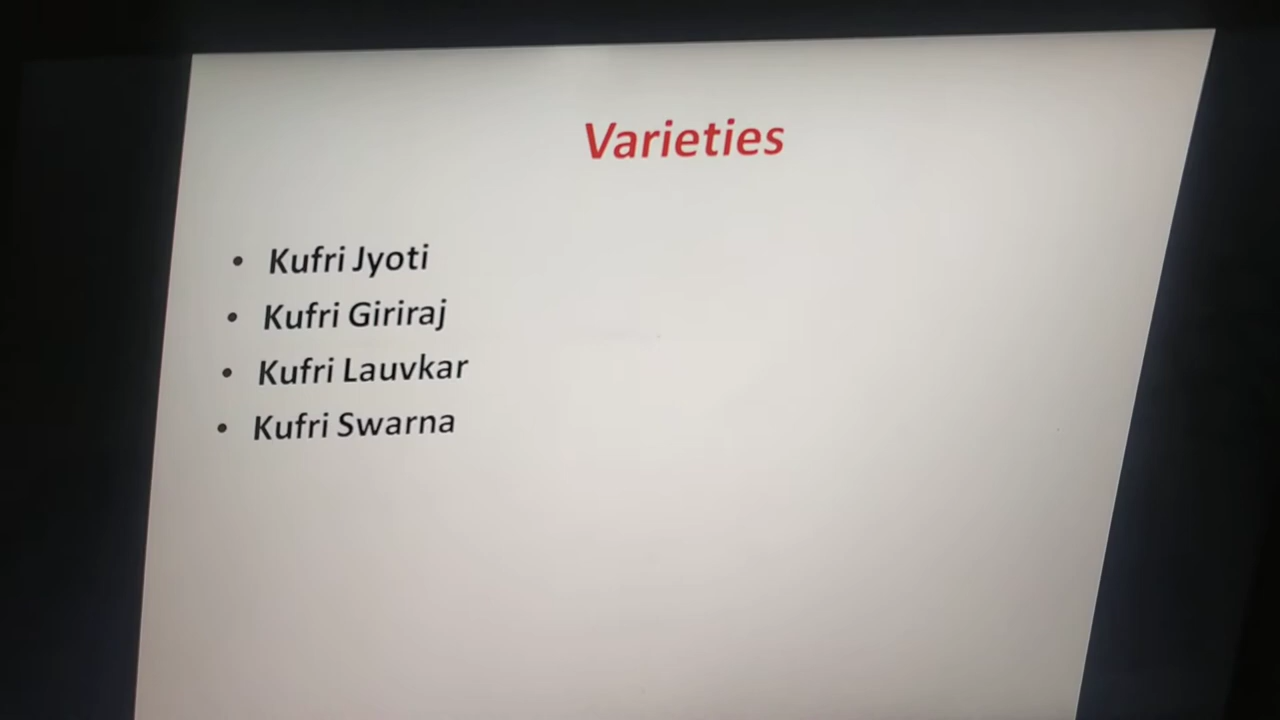 Varieties
• Kufri Jyoti
• Kufri Giriraj
• Kufri Lauvkar
• Kufri Swarna